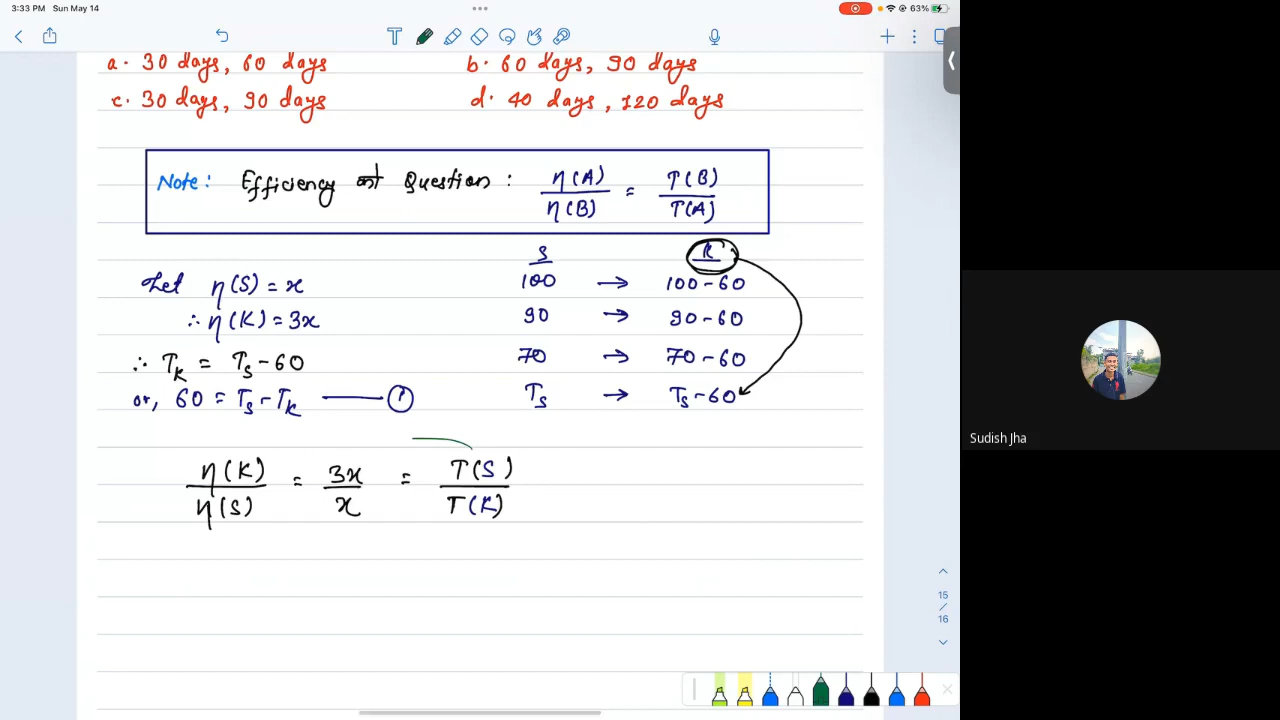 3:33 PM Sun May 14
63%
a. 30 days, 60 days b. 60 days, 90 days
c. 30 days, 90 days d. 40 days, 120 days
Note: Efficiency Question : η(A)/η(B) = T(B)/T(A)
S K
Let η(S) = x 100 → 100-60
∴ η(K) = 3x 90 → 90-60
∴ T_K = T_S - 60 70 → 70-60
or, 60 = T_S - T_K —— ① T_S → T_S - 60
η(K)/η(S) = 3x/x = T(S)/T(K)
Sudish Jha
15
/
16